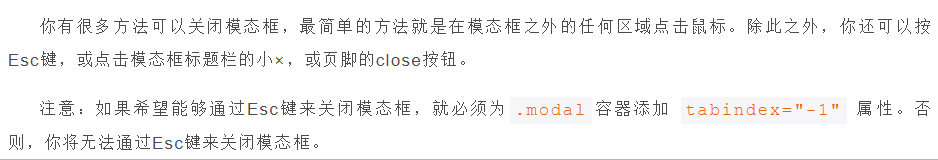 你有很多方法可以关闭模态框，最简单的方法就是在模态框之外的任何区域点击鼠标。除此之外，你还可以按
Esc键，或点击模态框标题栏的小×，或页脚的close按钮。
注意：如果希望能够通过Esc键来关闭模态框，就必须为 .modal 容器添加 tabindex="-1" 属性。否
则，你将无法通过Esc键来关闭模态框。